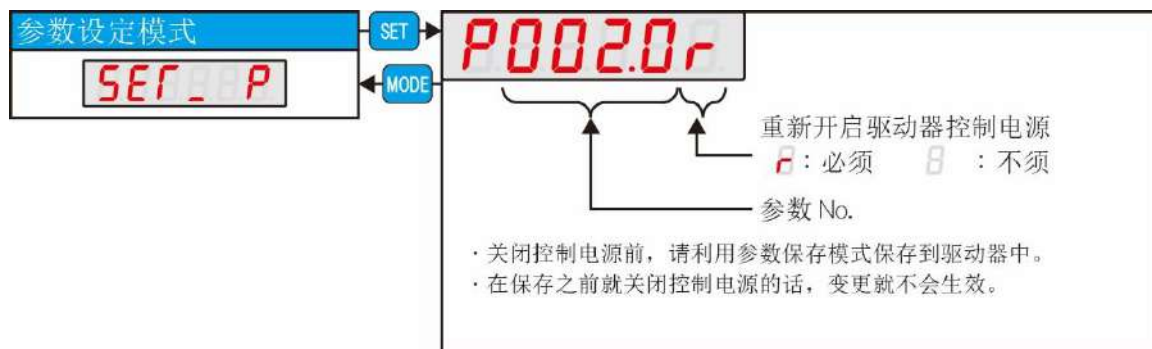 参数设定模式
SET
P002.0r
SET_ P
MODE
重新开启驱动器控制电源
r:必须 :不须
参数 No.
·关闭控制电源前，请利用参数保存模式保存到驱动器中。
·在保存之前就关闭控制电源的话，变更就不会生效。